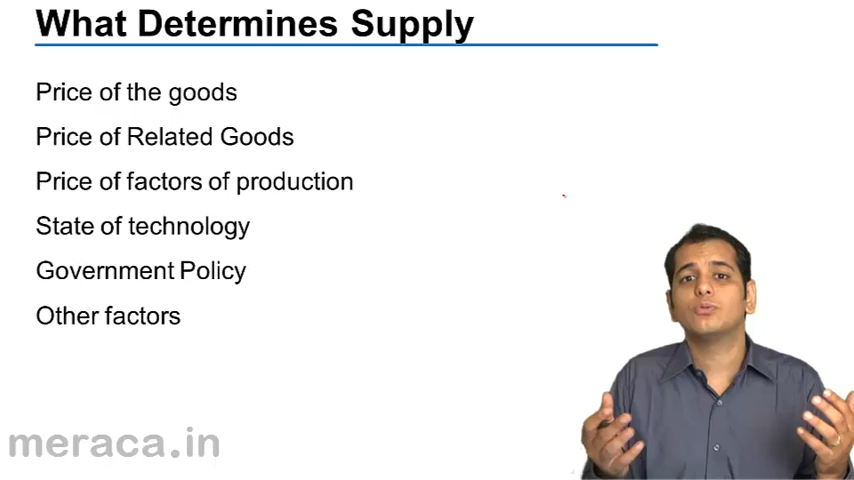 What Determines Supply
Price of the goods
Price of Related Goods
Price of factors of production
State of technology
Government Policy
Other factors
meraca.in